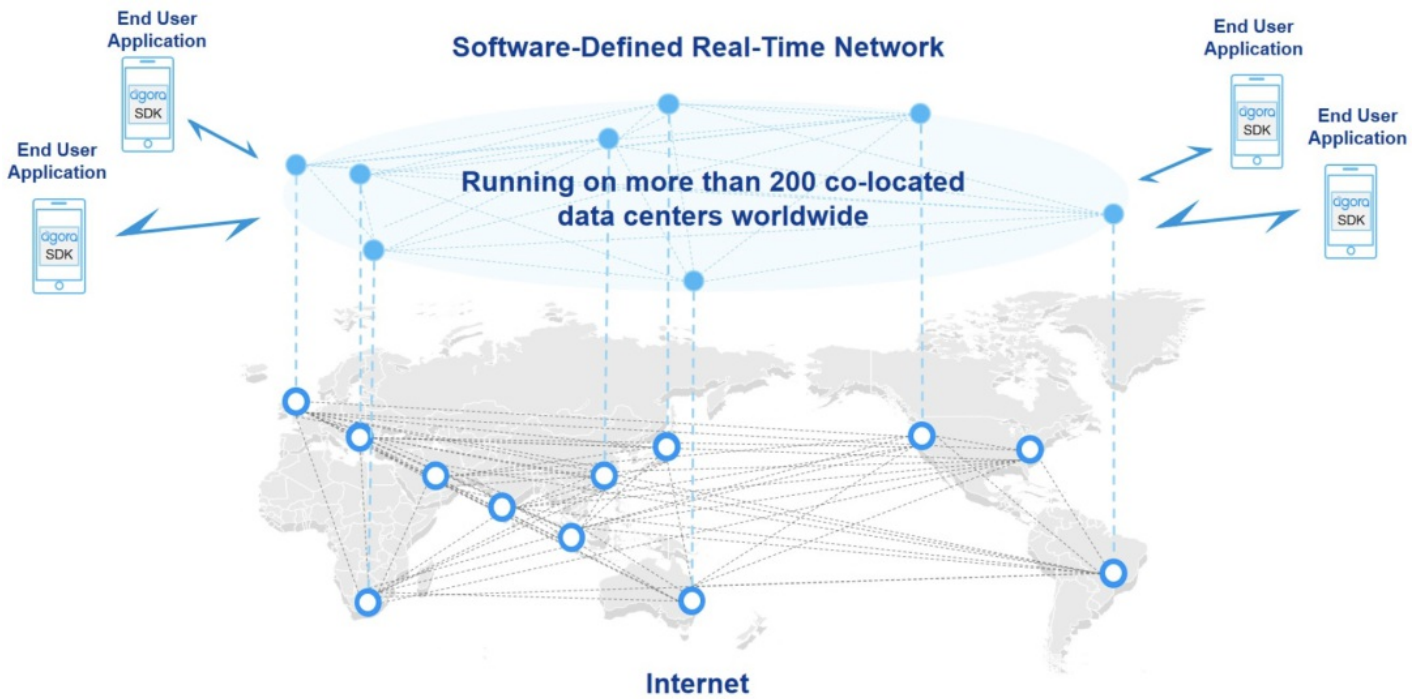 End User
Application
agora
SDK
End User
Application
agora
SDK
Software-Defined Real-Time Network
Running on more than 200 co-located
data centers worldwide
End User
Application
agora
SDK
End User
Application
agora
SDK
Internet